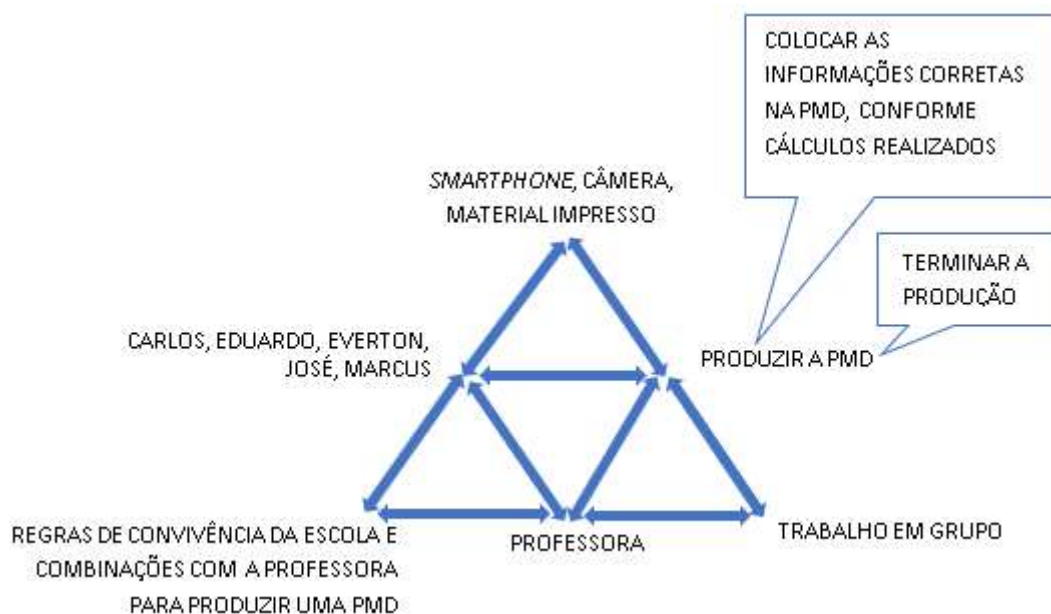 COLOCAR AS
INFORMAÇÕES CORRETAS
NA PMD, CONFORME
CÁLCULOS REALIZADOS
SMARTPHONE, CÂMERA,
MATERIAL IMPRESSO
TERMINAR A
PRODUÇÃO
CARLOS, EDUARDO, EVERTON,
JOSÉ, MARCUS
PRODUZIR A PMD
REGRAS DE CONVIVÊNCIA DA ESCOLA E
COMBINAÇÕES COM A PROFESSORA
PARA PRODUZIR UMA PMD
PROFESSORA
TRABALHO EM GRUPO